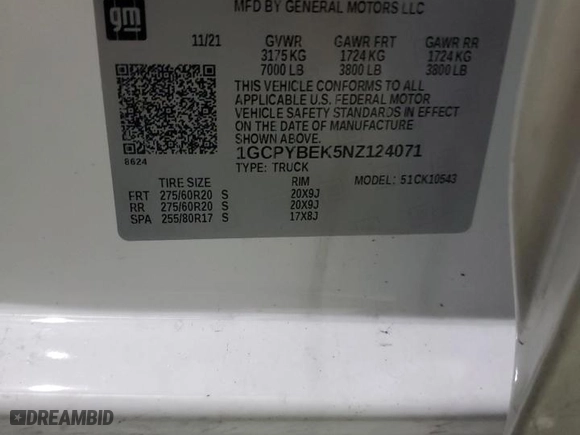 gm
MFD BY GENERAL MOTORS LLC
11/21 GVWR GAWR FRT GAWR RR
3175 KG 1724 KG 1724 KG
7000 LB 3800 LB 3800 LB
THIS VEHICLE CONFORMS TO ALL
APPLICABLE U.S. FEDERAL MOTOR
VEHICLE SAFETY STANDARDS IN EFFECT
ON THE DATE OF MANUFACTURE
SHOWN ABOVE.
8624
1GCPYBEK5NZ124071
TYPE: TRUCK
MODEL: 51CK10543
TIRE SIZE RIM
FRT 275/60R20 S 20X9J
RR 275/60R20 S 20X9J
SPA 255/80R17 S 17X8J
DREAMBID